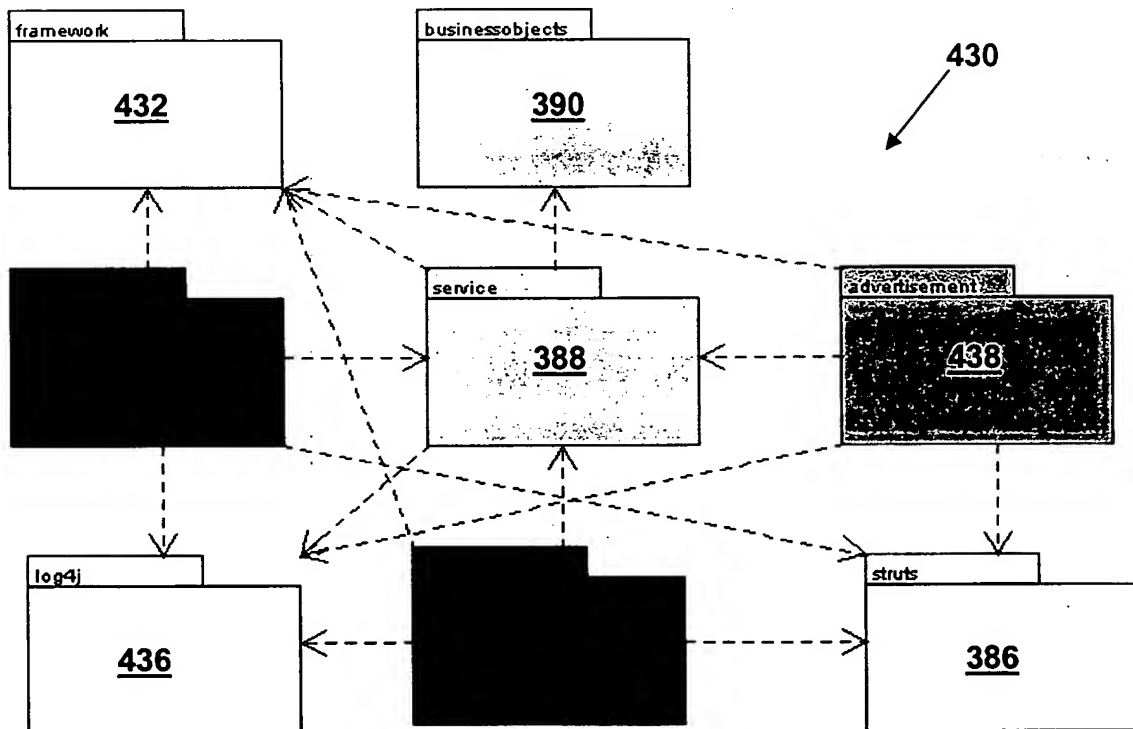 framework
businessobjects
430
432
390
service
advertisement
388
438
log4j
struts
436
386